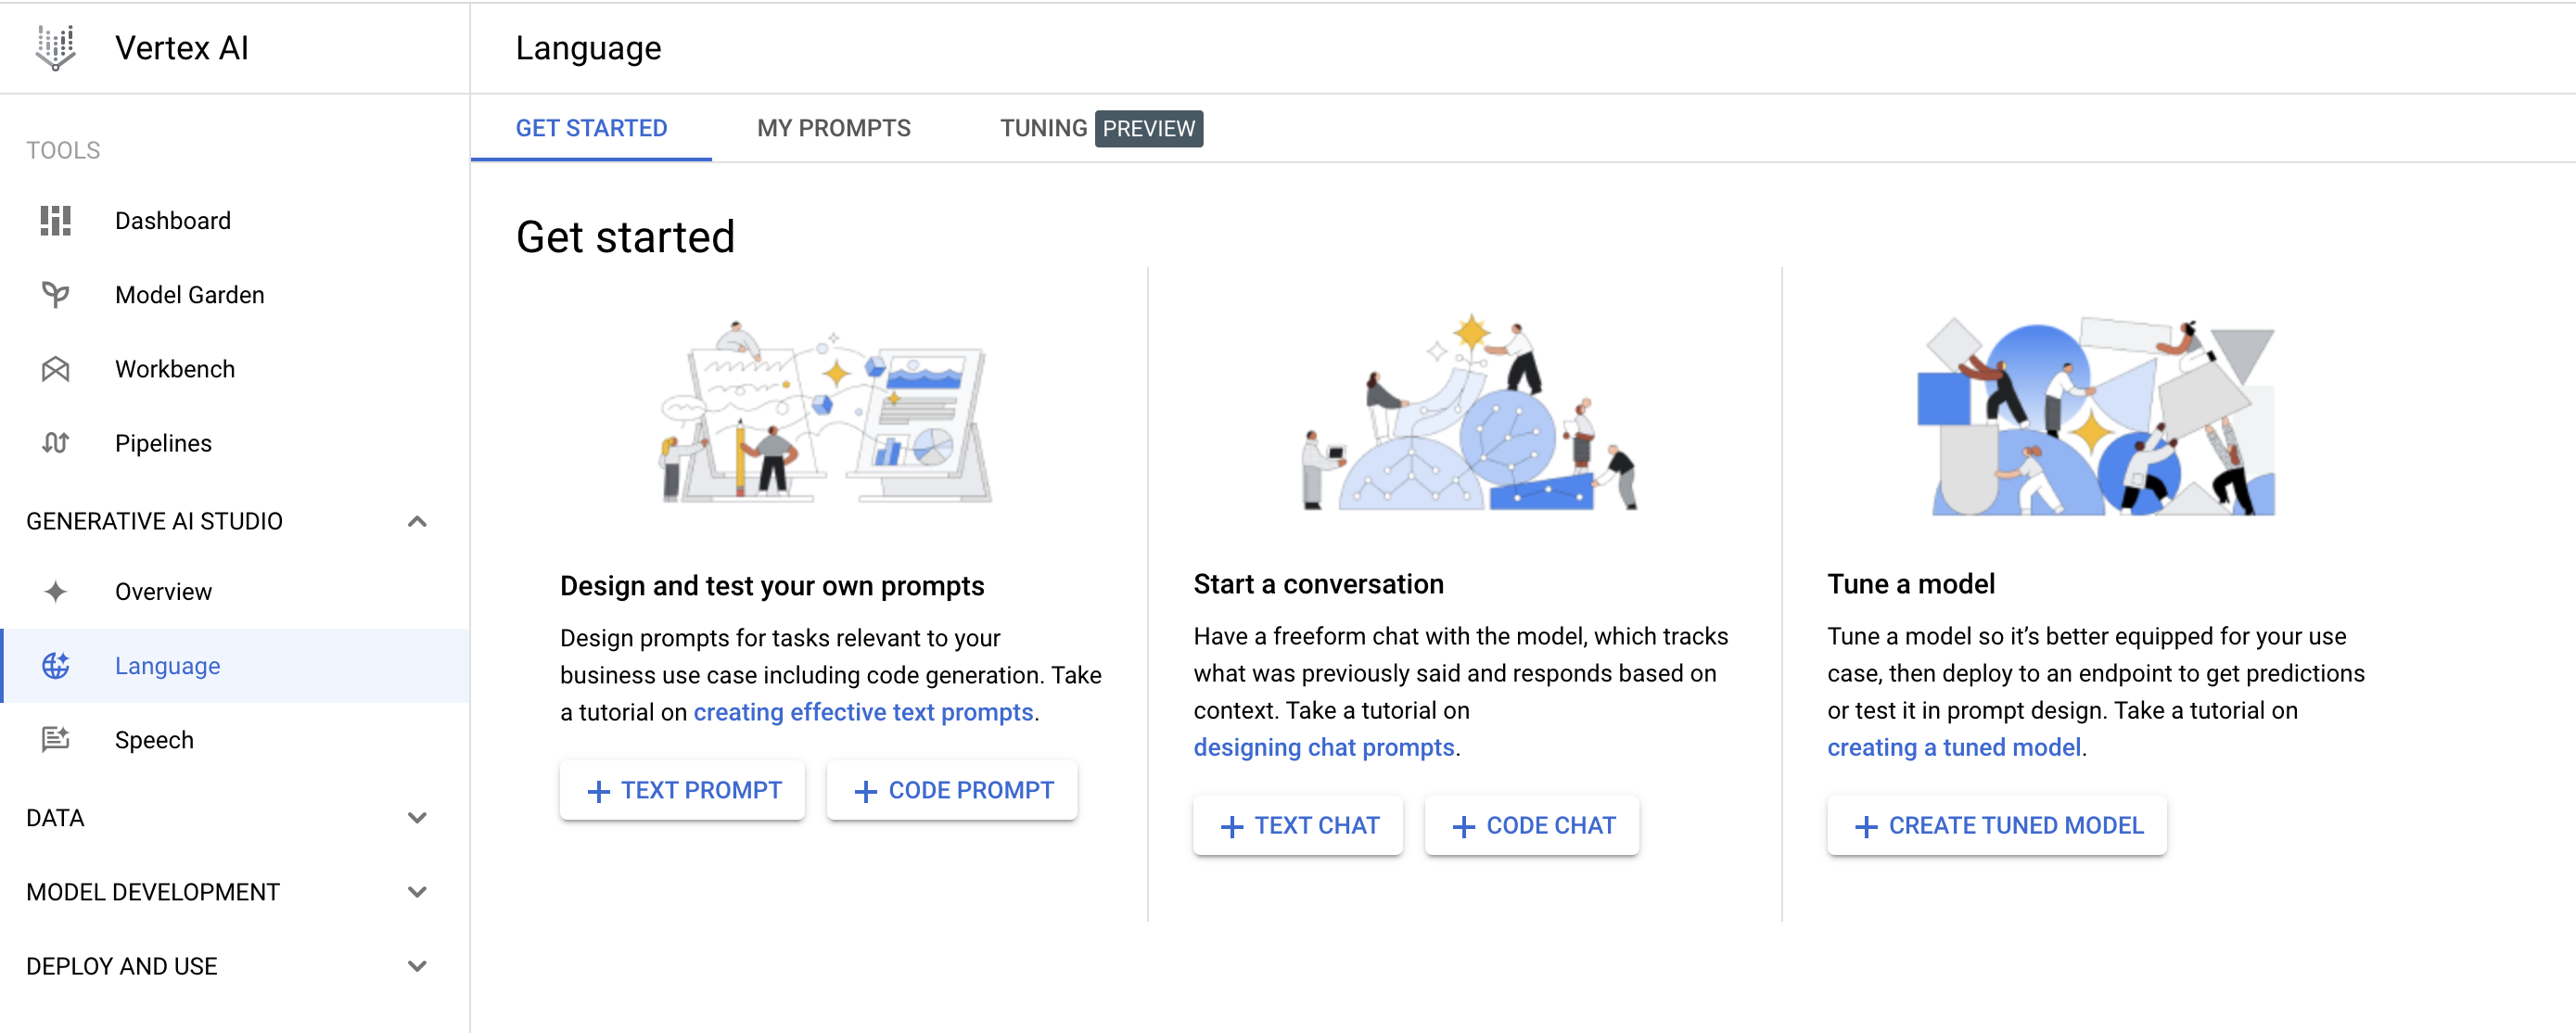 Vertex AI
Language
TOOLS
Dashboard
Model Garden
Workbench
Pipelines
GENERATIVE AI STUDIO
Overview
Language
Speech
DATA
MODEL DEVELOPMENT
DEPLOY AND USE
GET STARTED
MY PROMPTS
TUNING PREVIEW
Get started
Design and test your own prompts
Design prompts for tasks relevant to your
business use case including code generation. Take
a tutorial on creating effective text prompts.
TEXT PROMPT
CODE PROMPT
Start a conversation
Have a freeform chat with the model, which tracks
what was previously said and responds based on
context. Take a tutorial on
designing chat prompts.
TEXT CHAT
CODE CHAT
Tune a model
Tune a model so it’s better equipped for your use
case, then deploy to an endpoint to get predictions
or test it in prompt design. Take a tutorial on
creating a tuned model.
CREATE TUNED MODEL